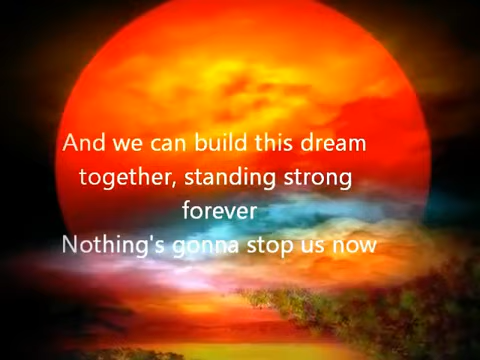 And we can build this dream
together, standing strong
forever
Nothing's gonna stop us now